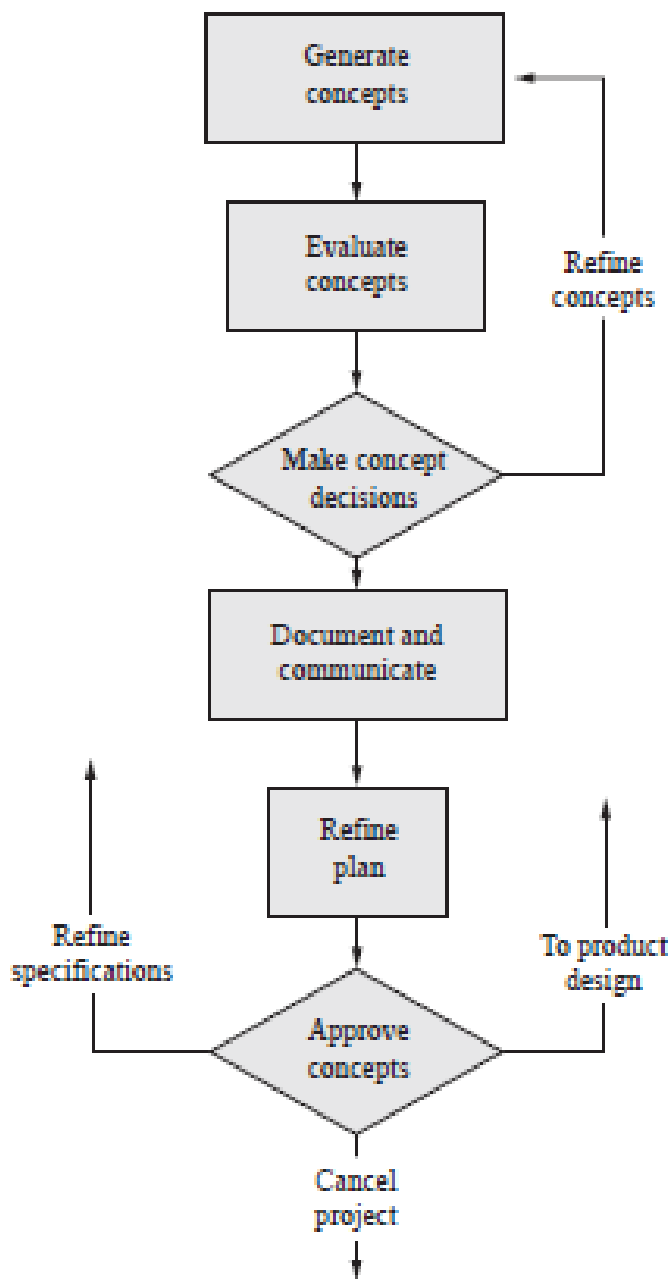 Generate
concepts
Evaluate
concepts
Refine
concepts
Make concept
decisions
Document and
communicate
Refine
plan
Refine
specifications
To product
design
Approve
concepts
Cancel
project